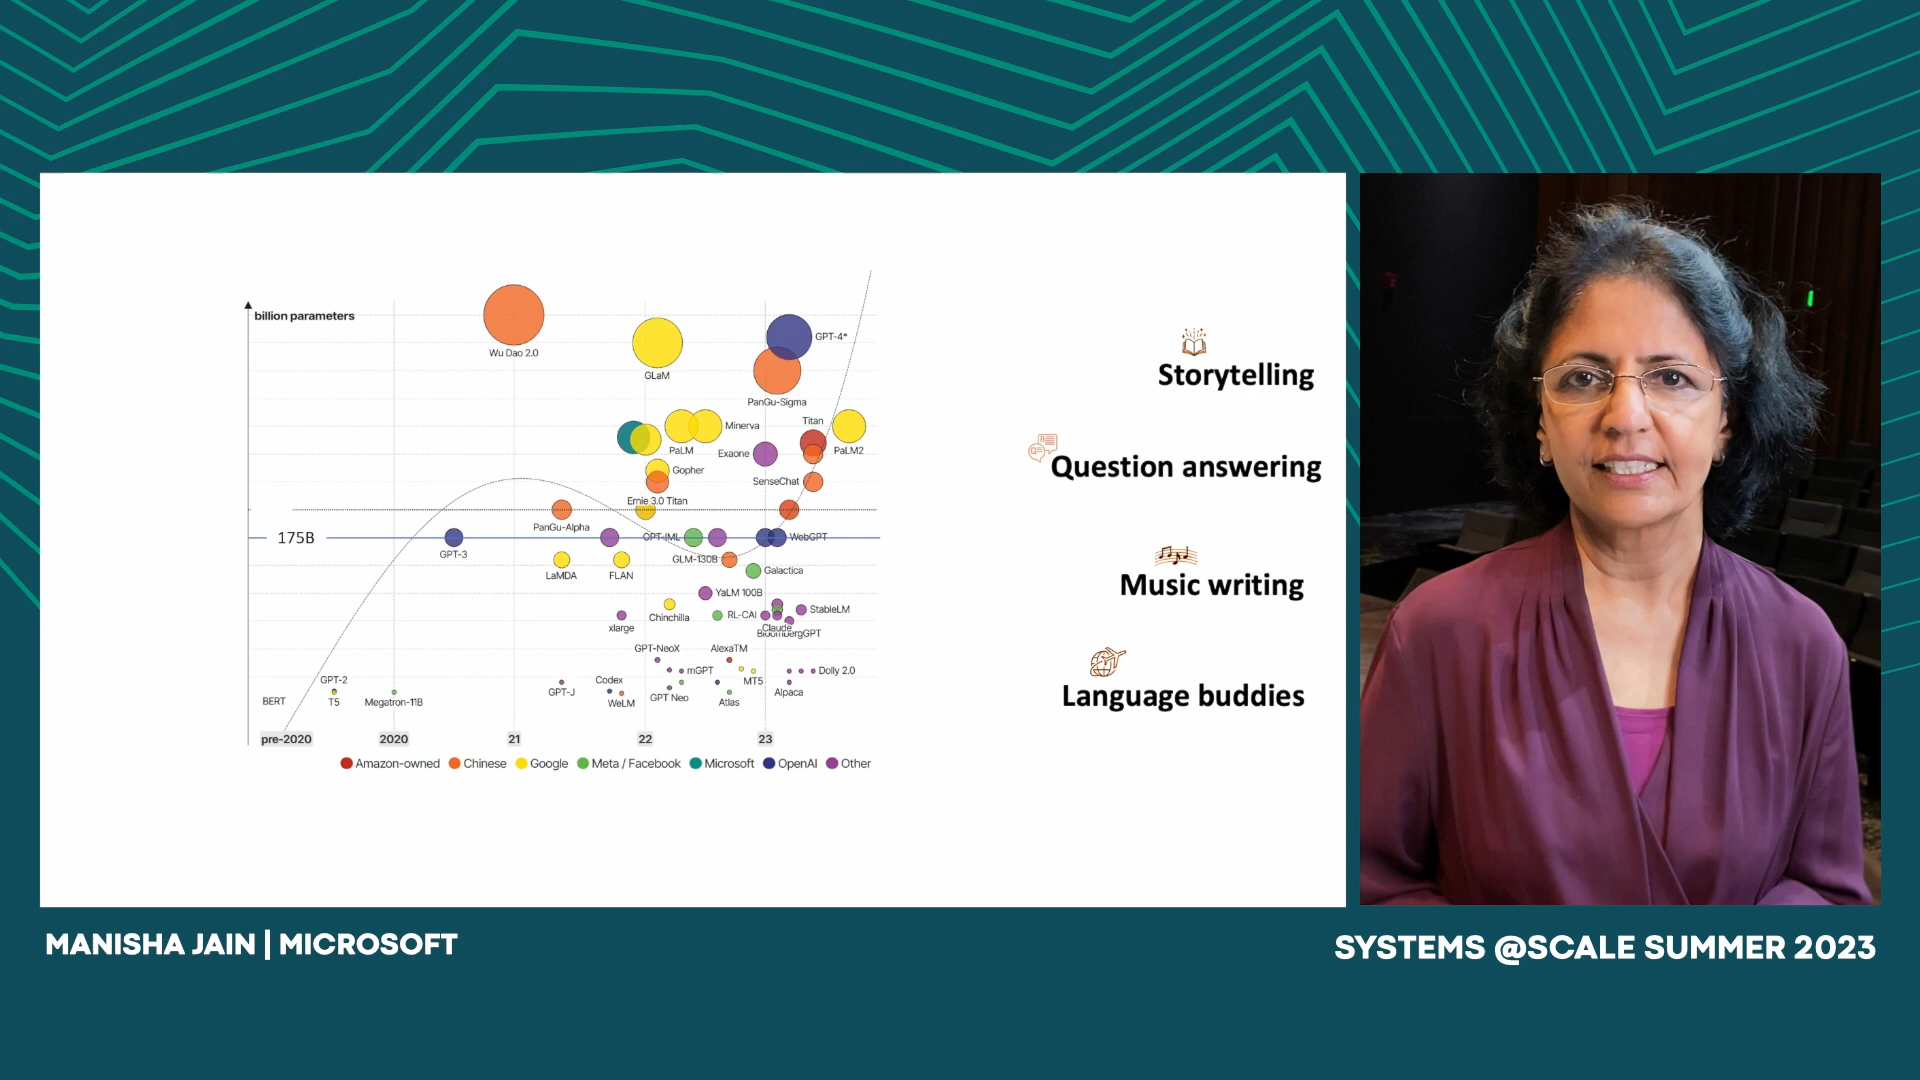 billion parameters
Wu Dao 2.0
GLaM
GPT-4*
PanGu-Sigma
Minerva
Titan
PaLM
Exaone
PaLM2
Gopher
SenseChat
Ernie 3.0 Titan
PanGu-Alpha
175B
OPT-IML
WebGPT
GPT-3
GLM-130B
LaMDA
FLAN
Galactica
YaLM 100B
Chinchilla
RL-CAI
StableLM
xlarge
Claude
BloombergGPT
GPT-NeoX
AlexaTM
mGPT
Dolly 2.0
GPT-2
Codex
MT5
BERT
T5
Megatron-11B
GPT-J
WeLM
GPT Neo
Atlas
Alpaca
pre-2020 2020 21 22 23
Amazon-owned Chinese Google Meta / Facebook Microsoft OpenAI Other
Storytelling
Question answering
Music writing
Language buddies
MANISHA JAIN | MICROSOFT
SYSTEMS @SCALE SUMMER 2023